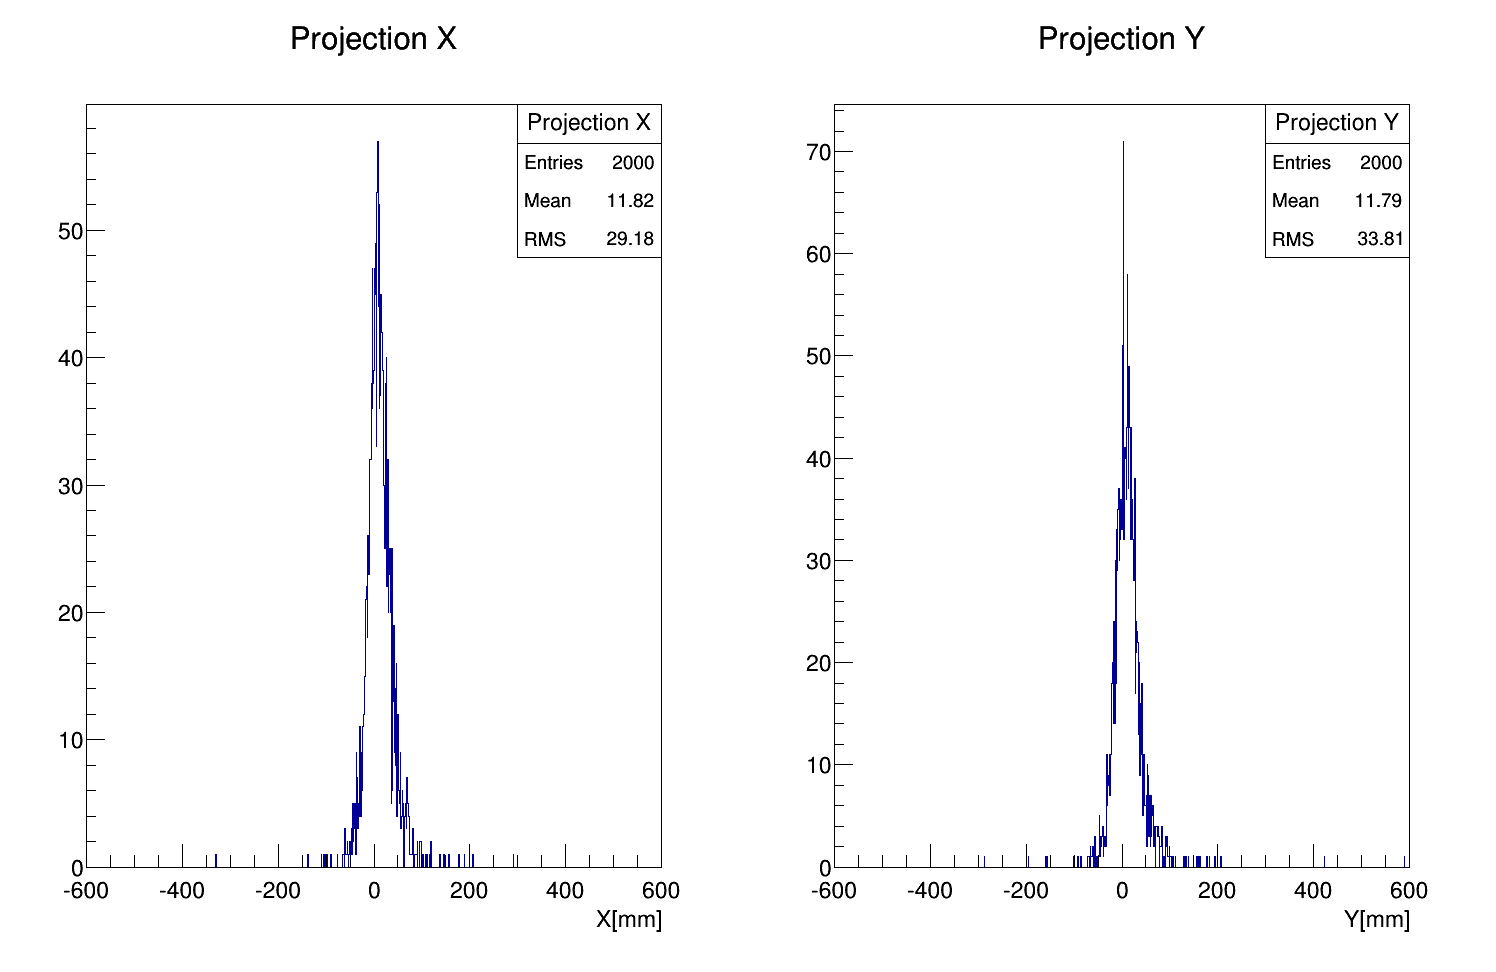 Projection X
Projection X
Entries 2000
Mean 11.82
RMS 29.18
50
40
30
20
10
0
-600 -400 -200 0 200 400 600
X[mm]
Projection Y
Projection Y
Entries 2000
Mean 11.79
RMS 33.81
70
60
50
40
30
20
10
0
-600 -400 -200 0 200 400 600
Y[mm]